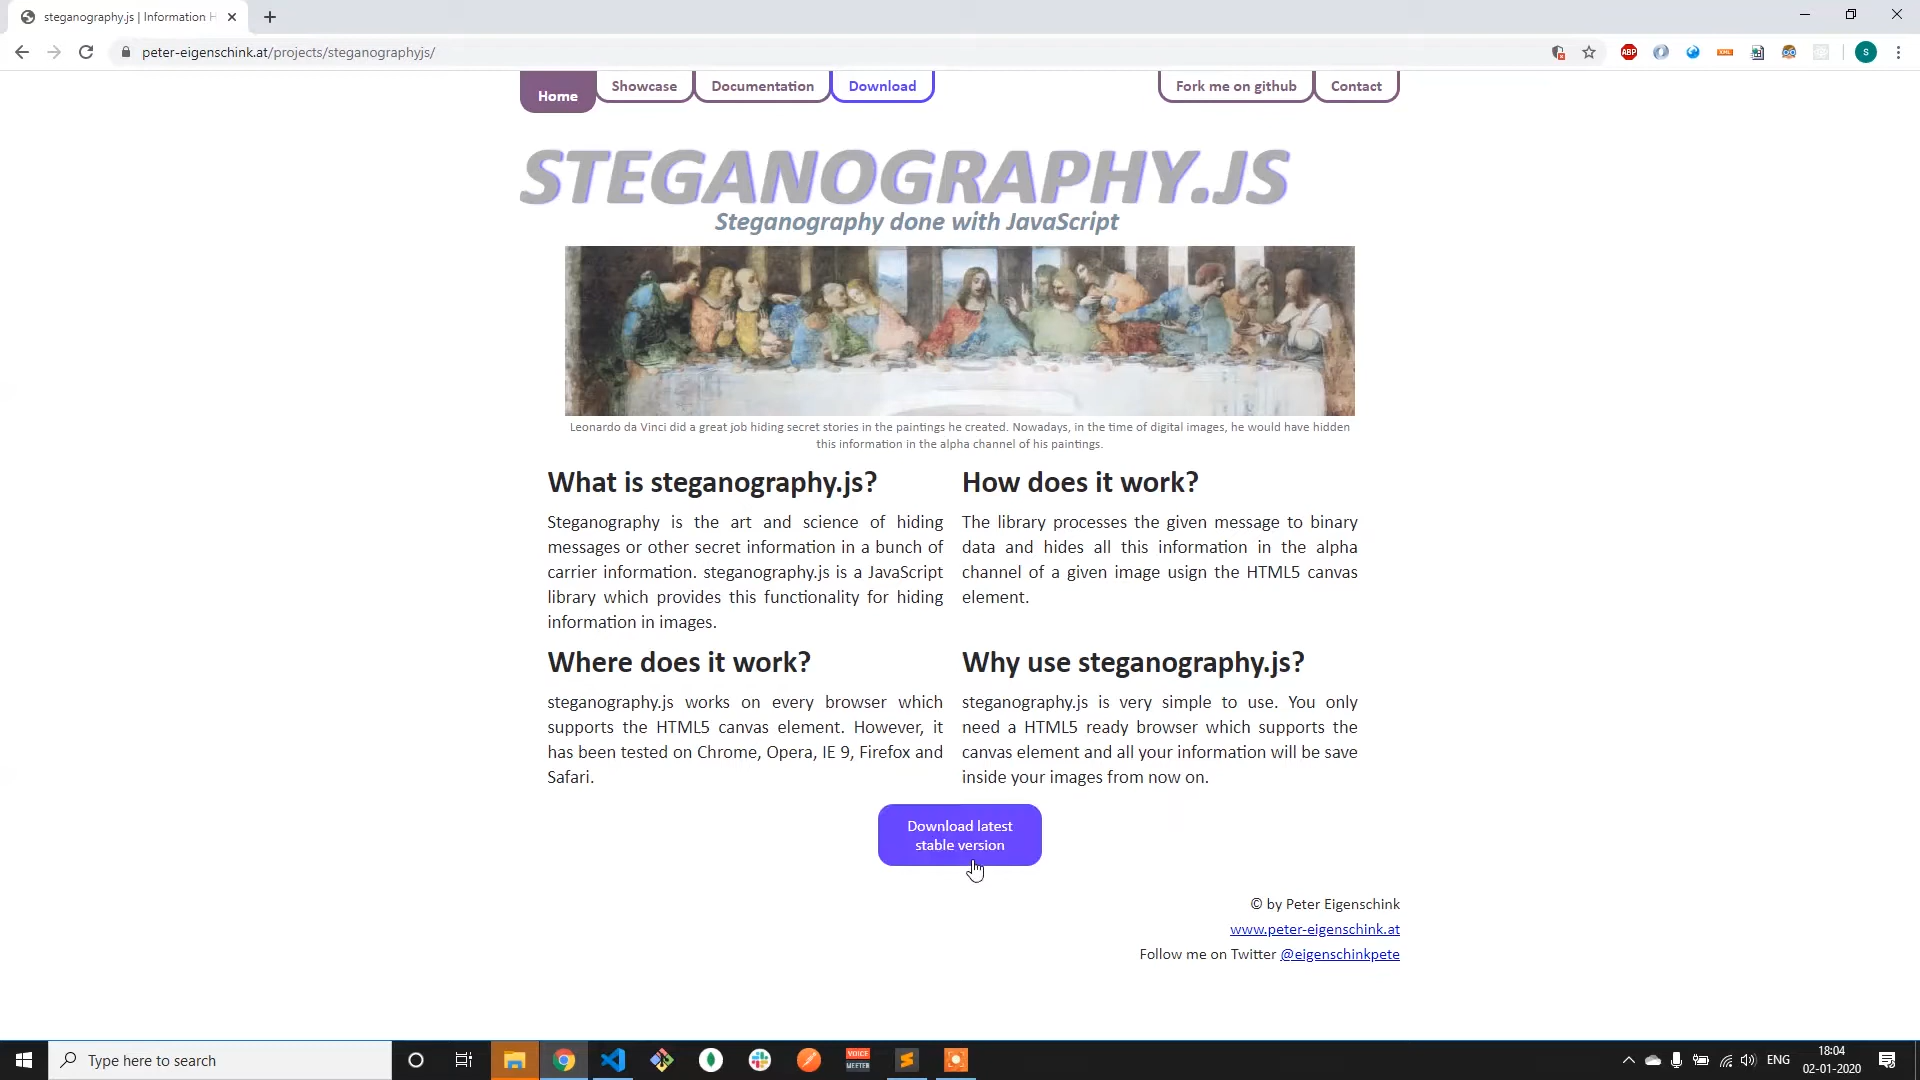 steganography.js | Information H
peter-eigenschink.at/projects/steganographyjs/
ABP
XML
S
Home
Showcase
Documentation
Download
Fork me on github
Contact
STEGANOGRAPHY.JS
Steganography done with JavaScript
Leonardo da Vinci did a great job hiding secret stories in the paintings he created. Nowadays, in the time of digital images, he would have hidden
this information in the alpha channel of his paintings.
What is steganography.js?
Steganography is the art and science of hiding
messages or other secret information in a bunch of
carrier information. steganography.js is a JavaScript
library which provides this functionality for hiding
information in images.
How does it work?
The library processes the given message to binary
data and hides all this information in the alpha
channel of a given image usign the HTML5 canvas
element.
Where does it work?
steganography.js works on every browser which
supports the HTML5 canvas element. However, it
has been tested on Chrome, Opera, IE 9, Firefox and
Safari.
Why use steganography.js?
steganography.js is very simple to use. You only
need a HTML5 ready browser which supports the
canvas element and all your information will be save
inside your images from now on.
Download latest
stable version
© by Peter Eigenschink
www.peter-eigenschink.at
Follow me on Twitter @eigenschinkpete
Type here to search
VOICE
MEETER
ENG
18:04
02-01-2020